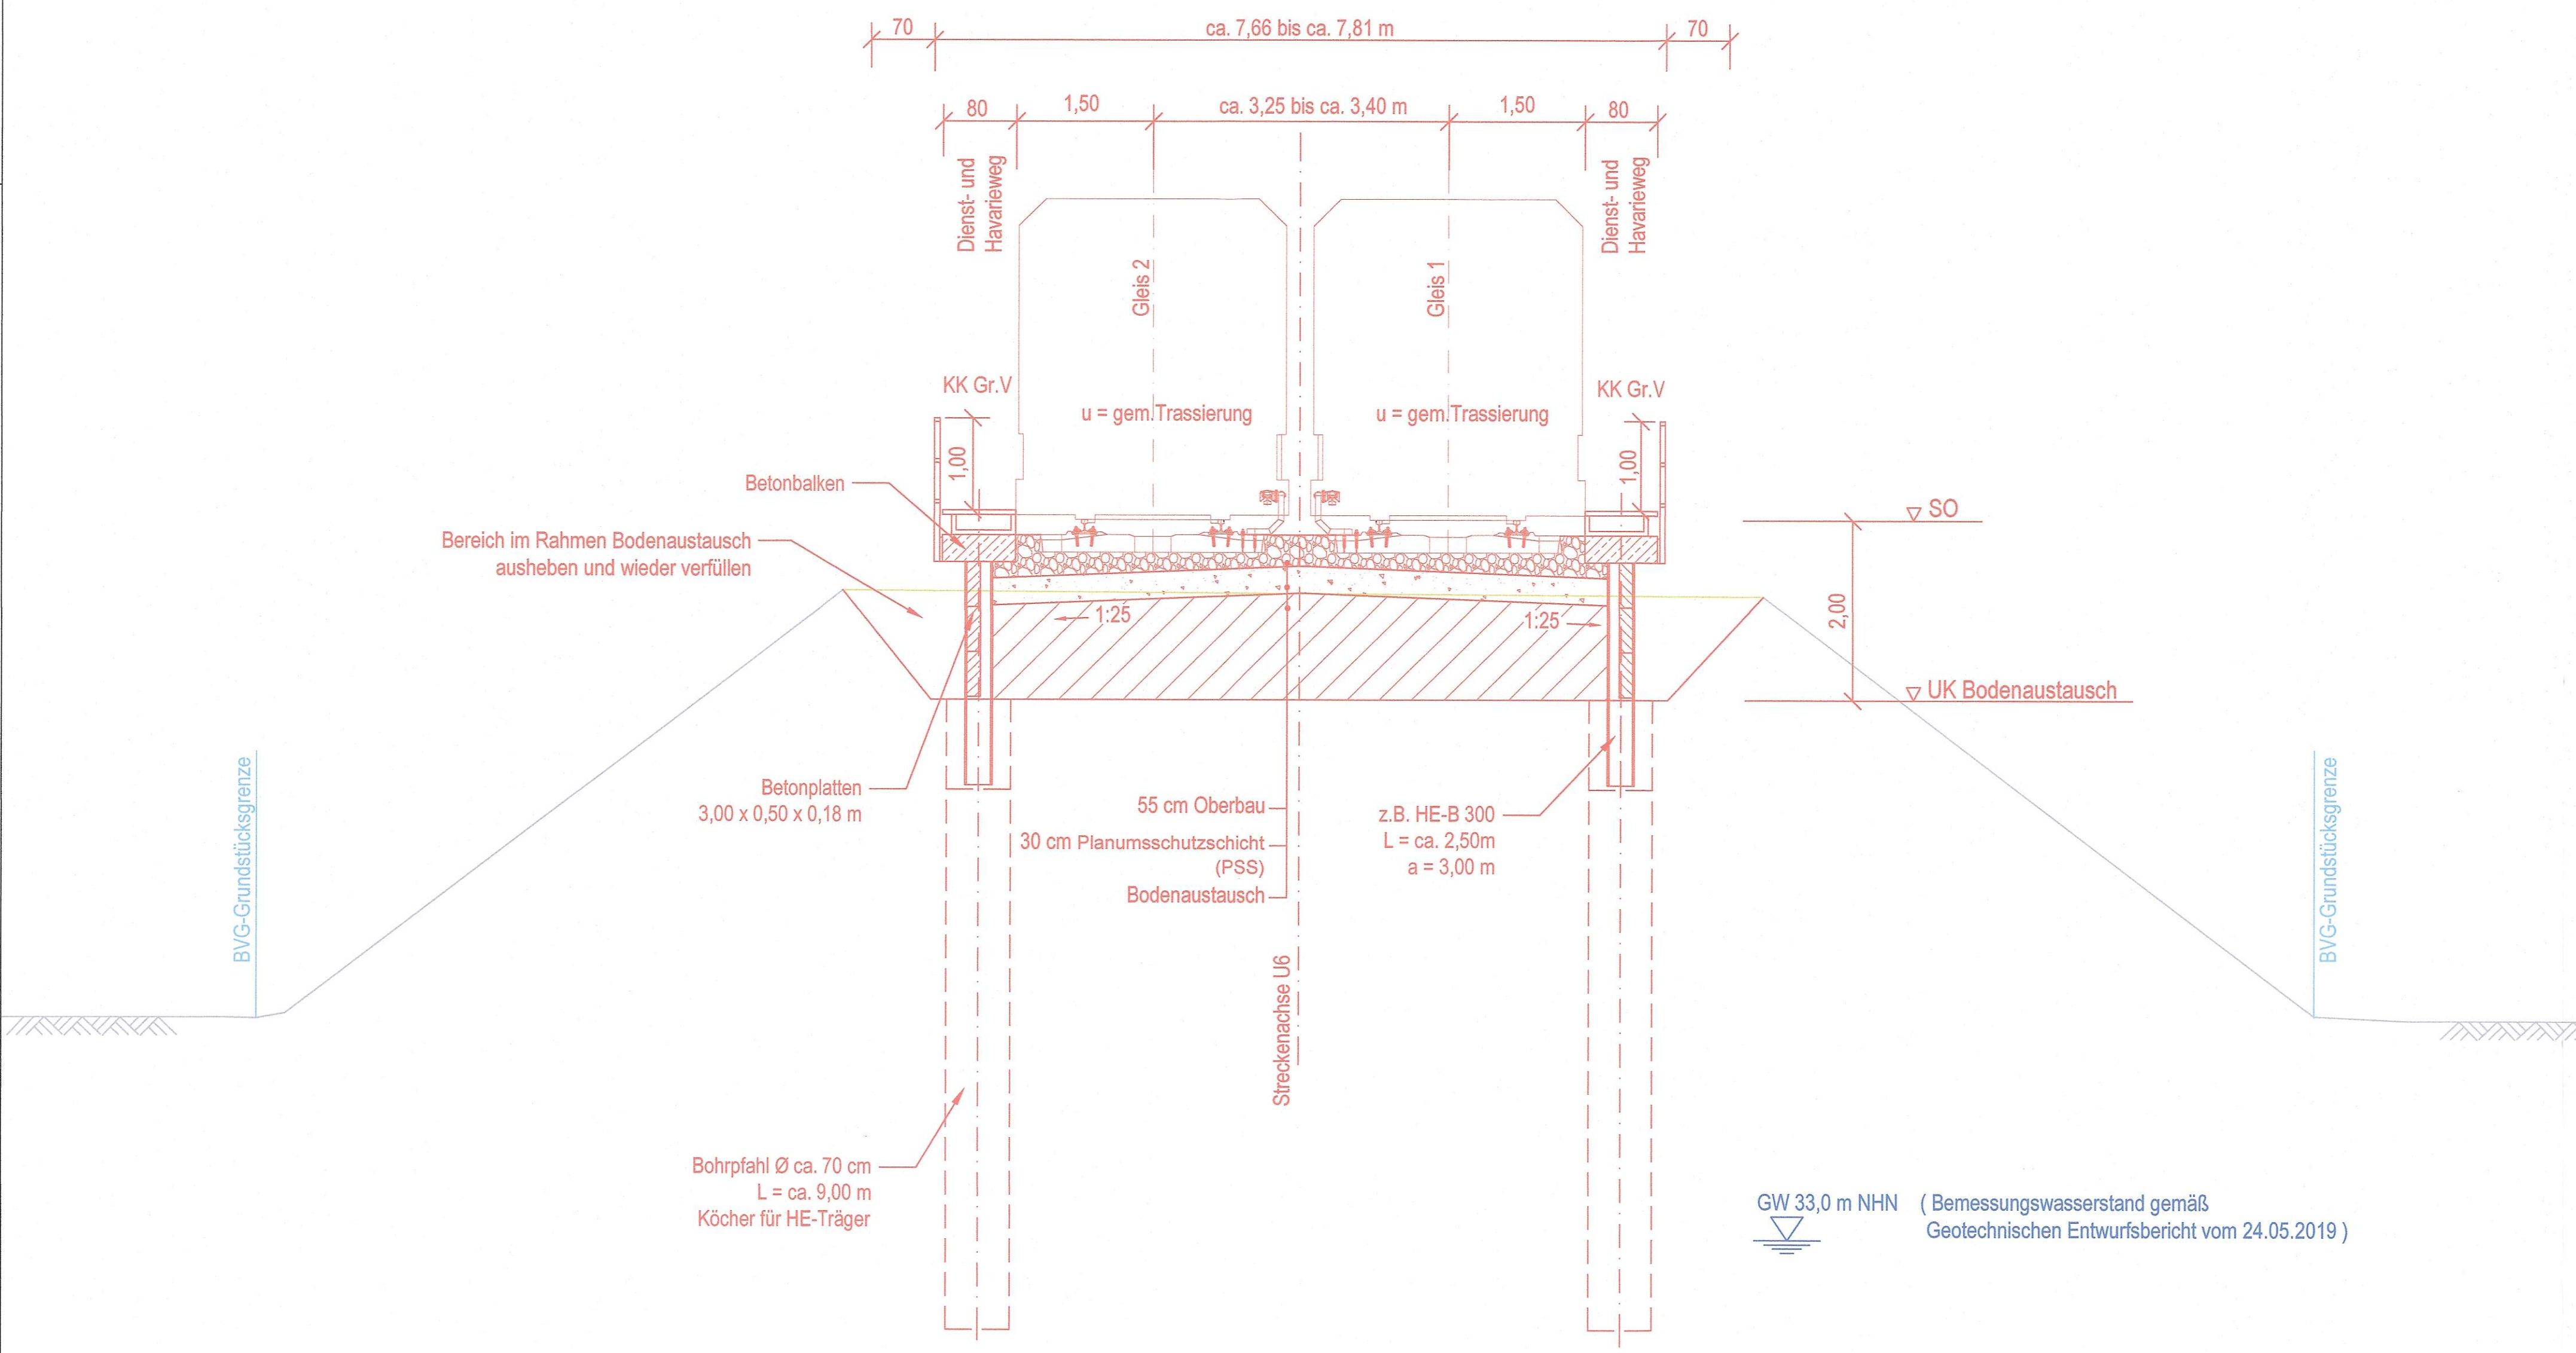 70
ca. 7,66 bis ca. 7,81 m
70
80
1,50
ca. 3,25 bis ca. 3,40 m
1,50
80
Dienst- und
Havarieweg
Dienst- und
Havarieweg
Gleis 2
Gleis 1
KK Gr.V
KK Gr.V
u = gem.Trassierung
u = gem.Trassierung
1,00
1,00
Betonbalken
Bereich im Rahmen Bodenaustausch
ausheben und wieder verfüllen
SO
2,00
UK Bodenaustausch
1:25
1:25
BVG-Grundstücksgrenze
BVG-Grundstücksgrenze
Betonplatten
3,00 x 0,50 x 0,18 m
55 cm Oberbau
30 cm Planumsschutzschicht
(PSS)
Bodenaustausch
z.B. HE-B 300
L = ca. 2,50m
a = 3,00 m
Streckenachse U6
Bohrpfahl Ø ca. 70 cm
L = ca. 9,00 m
Köcher für HE-Träger
GW 33,0 m NHN ( Bemessungswasserstand gemäß
Geotechnischen Entwurfsbericht vom 24.05.2019 )